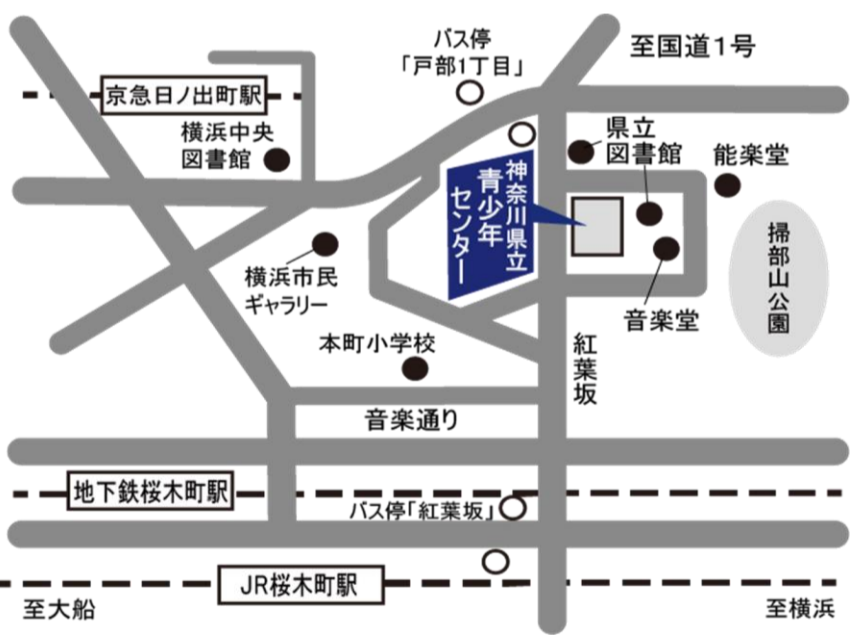 バス停
「戸部1丁目」
至国道1号
京急日ノ出町駅
横浜中央
図書館
県立
図書館
能楽堂
神奈川県立
青少年
センター
掃部山公園
横浜市民
ギャラリー
音楽堂
本町小学校
紅葉坂
音楽通り
地下鉄桜木町駅
バス停「紅葉坂」
JR桜木町駅
至大船
至横浜